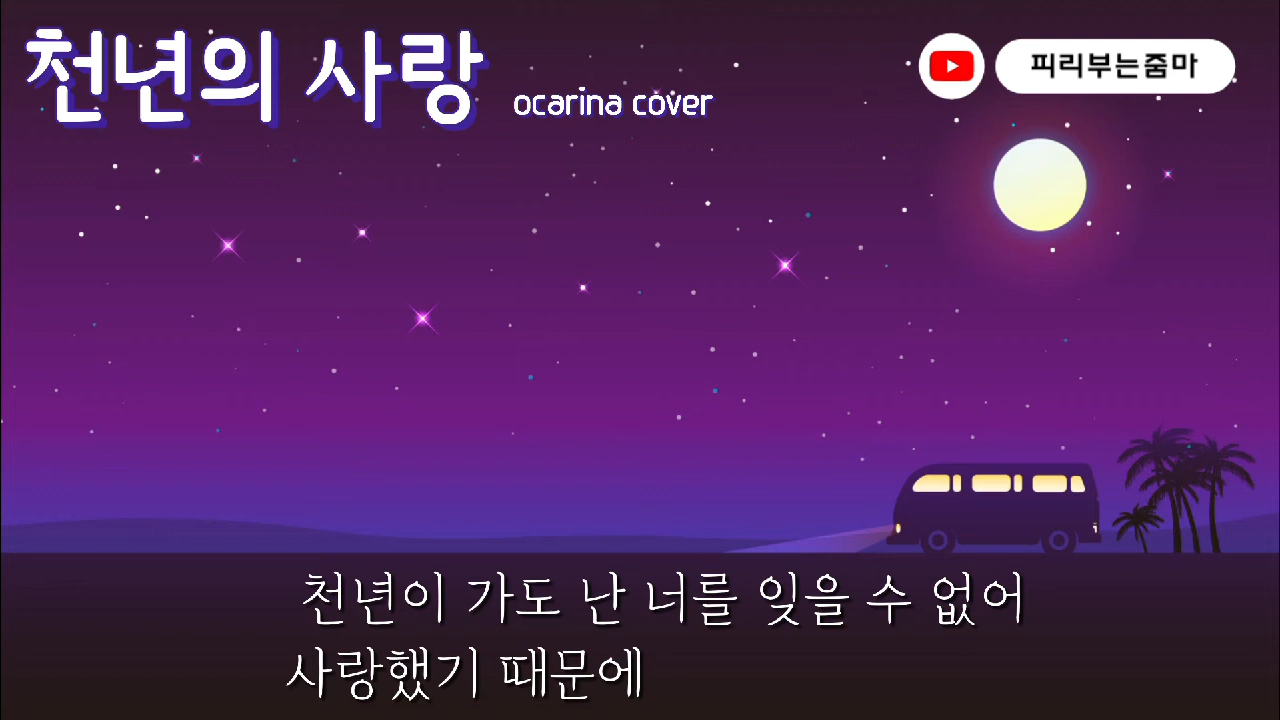 천년의 사랑 ocarina cover
피리부는줌마
천년이 가도 난 너를 잊을 수 없어
사랑했기 때문에